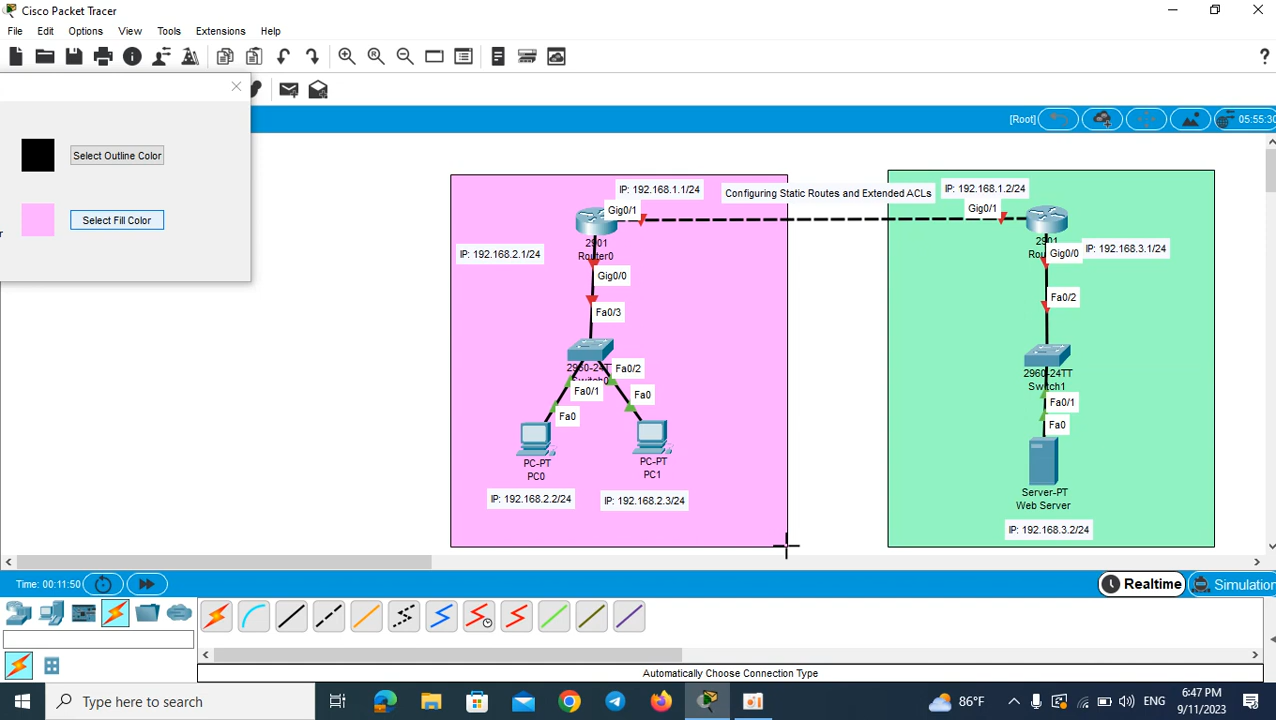 Cisco Packet Tracer
File Edit Options View Tools Extensions Help
?
[Root]
05:55:30
Select Outline Color
Select Fill Color
IP: 192.168.1.1/24
Configuring Static Routes and Extended ACLs
IP: 192.168.1.2/24
Gig0/1
Gig0/1
2901
Router0
IP: 192.168.2.1/24
Gig0/0
2901
Gig0/0
IP: 192.168.3.1/24
Fa0/3
Fa0/2
2960-24TT
Switch0
Fa0/2
2960-24TT
Switch1
Fa0/1
Fa0
Fa0/1
Fa0
Fa0
PC-PT
PC0
PC-PT
PC1
IP: 192.168.2.2/24
IP: 192.168.2.3/24
Server-PT
Web Server
IP: 192.168.3.2/24
Time: 00:11:50
Realtime
Simulation
Automatically Choose Connection Type
Type here to search
86°F
ENG
6:47 PM
9/11/2023